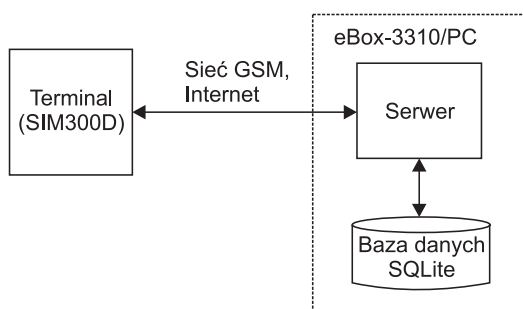 eBox-3310/PC
Sieć GSM,
Internet
Terminal
(SIM300D)
Serwer
Baza danych
SQLite